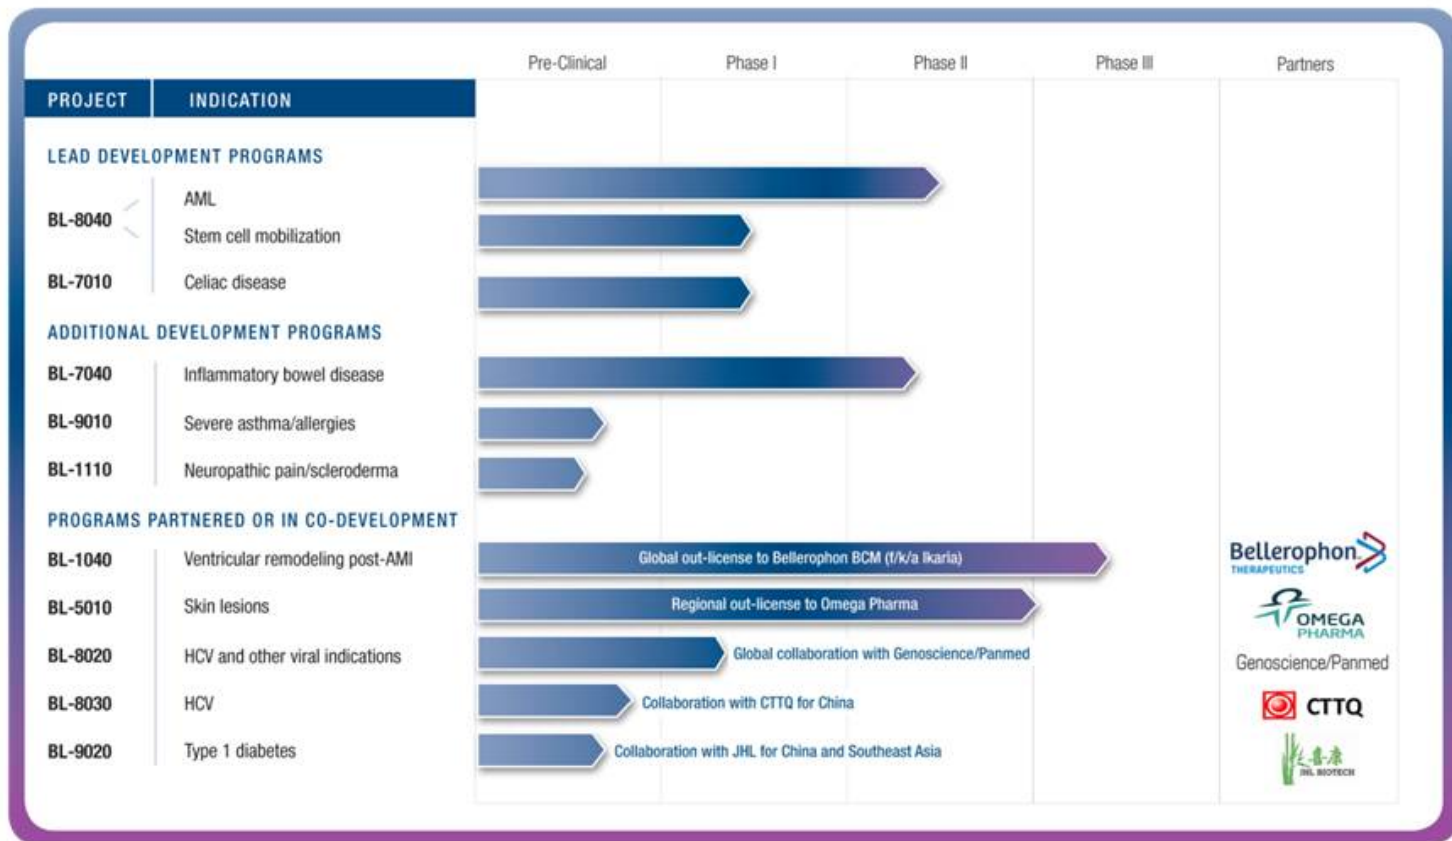 Pre-Clinical Phase I Phase II Phase III Partners
PROJECT INDICATION
LEAD DEVELOPMENT PROGRAMS
BL-8040
AML
Stem cell mobilization
BL-7010 Celiac disease
ADDITIONAL DEVELOPMENT PROGRAMS
BL-7040 Inflammatory bowel disease
BL-9010 Severe asthma/allergies
BL-1110 Neuropathic pain/scleroderma
PROGRAMS PARTNERED OR IN CO-DEVELOPMENT
BL-1040 Ventricular remodeling post-AMI Global out-license to Bellerophon BCM (f/k/a Ikaria) Bellerophon
THERAPEUTICS
BL-5010 Skin lesions Regional out-license to Omega Pharma OMEGA
PHARMA
BL-8020 HCV and other viral indications Global collaboration with Genoscience/Panmed Genoscience/Panmed
BL-8030 HCV Collaboration with CTTQ for China CTTQ
BL-9020 Type 1 diabetes Collaboration with JHL for China and Southeast Asia 喜康
JHL BIOTECH